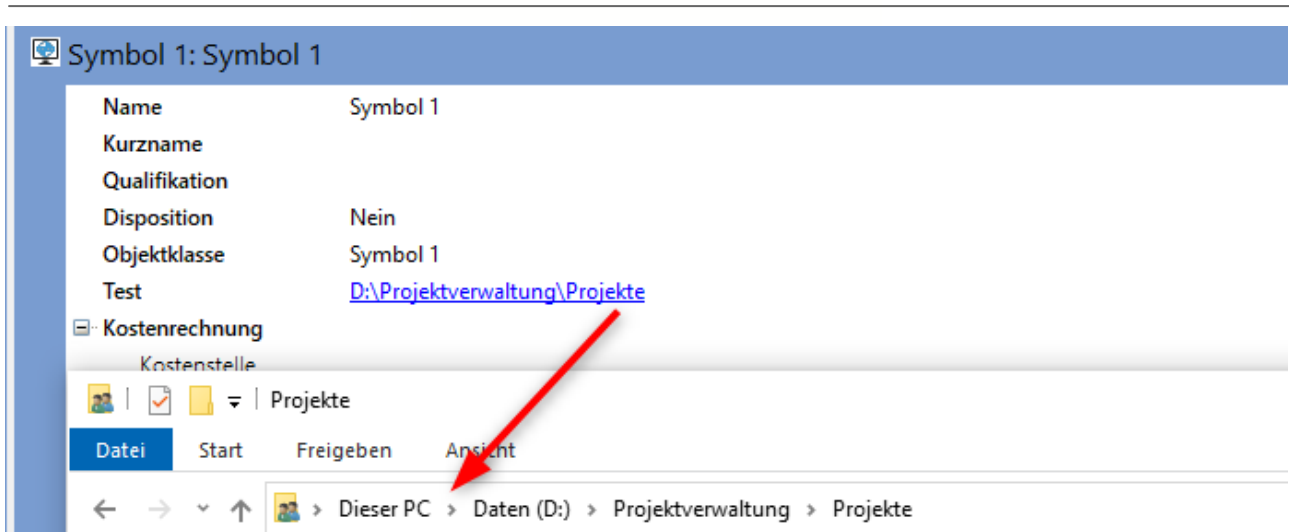 Symbol 1: Symbol 1
Name Symbol 1
Kurzname
Qualifikation
Disposition Nein
Objektklasse Symbol 1
Test D:\Projektverwaltung\Projekte
Kostenrechnung
Kostenstelle
Projekte
Datei Start Freigeben Ansicht
Dieser PC > Daten (D:) > Projektverwaltung > Projekte